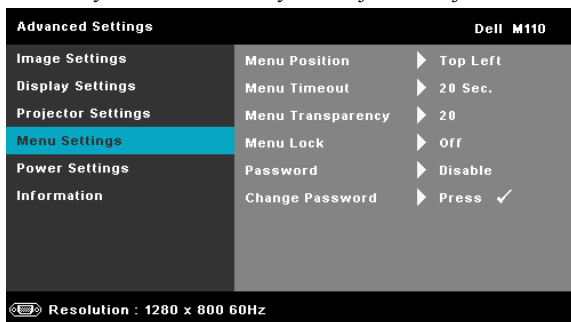 Advanced Settings Dell M110
Image Settings
Display Settings
Projector Settings
Menu Settings
Power Settings
Information
Menu Position Top Left
Menu Timeout 20 Sec.
Menu Transparency 20
Menu Lock Off
Password Disable
Change Password Press ✓
Resolution : 1280 x 800 60Hz